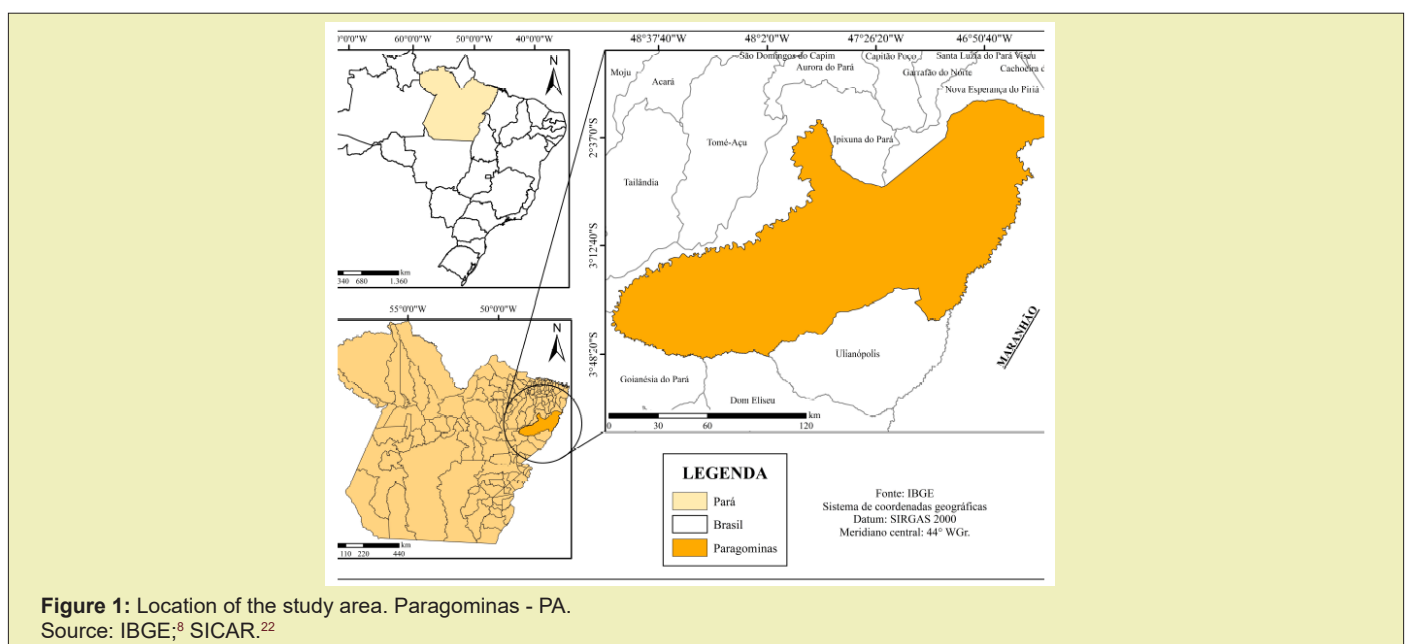 0°0'0"W 60°0'0"W 50°0'0"W 40°0'0"W
N
340 680 1.360 km
55°0'0"W 50°0'0"W
N
110 220 440 km
48°37'40"W 48°2'0"W 47°26'20"W 46°50'40"W
2°37'0"S
3°12'40"S
3°48'20"S
São Domingos do Capim
Capitão Poço
Santa Luzia do Pará
Viseu
Moju
Acará
Aurora do Pará
Garrafão do Norte
Cachoeira d
Nova Esperança do Piriá
Tomé-Açu
Ipixuna do Pará
Tailândia
MARANHÃO
Ulianópolis
Goianésia do Pará
Dom Eliseu
km
0 30 60 120
LEGENDA
Pará
Brasil
Paragominas
Fonte: IBGE
Sistema de coordenadas geográficas
Datum: SIRGAS 2000
Meridiano central: 44° WGr.
Figure 1: Location of the study area. Paragominas - PA.
Source: IBGE;8 SICAR.22